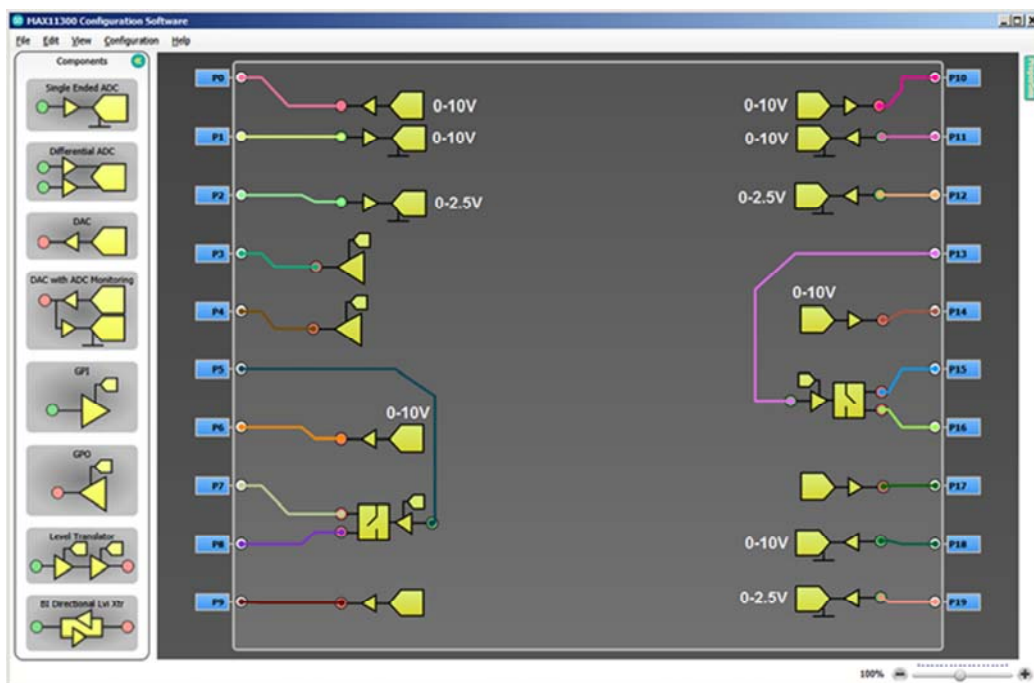 MAX11300 Configuration Software
File Edit View Configuration Help
Components
Single Ended ADC
Differential ADC
DAC
DAC with ADC Monitoring
GPI
GPO
Level Translator
BI Directional Lvl Xtr
P0
0-10V
P1
0-10V
P2
0-2.5V
P3
P4
P5
P6
0-10V
P7
P8
P9
P10
0-10V
P11
0-10V
P12
0-2.5V
P13
P14
0-10V
P15
P16
P17
P18
0-10V
P19
0-2.5V
Properties
100%